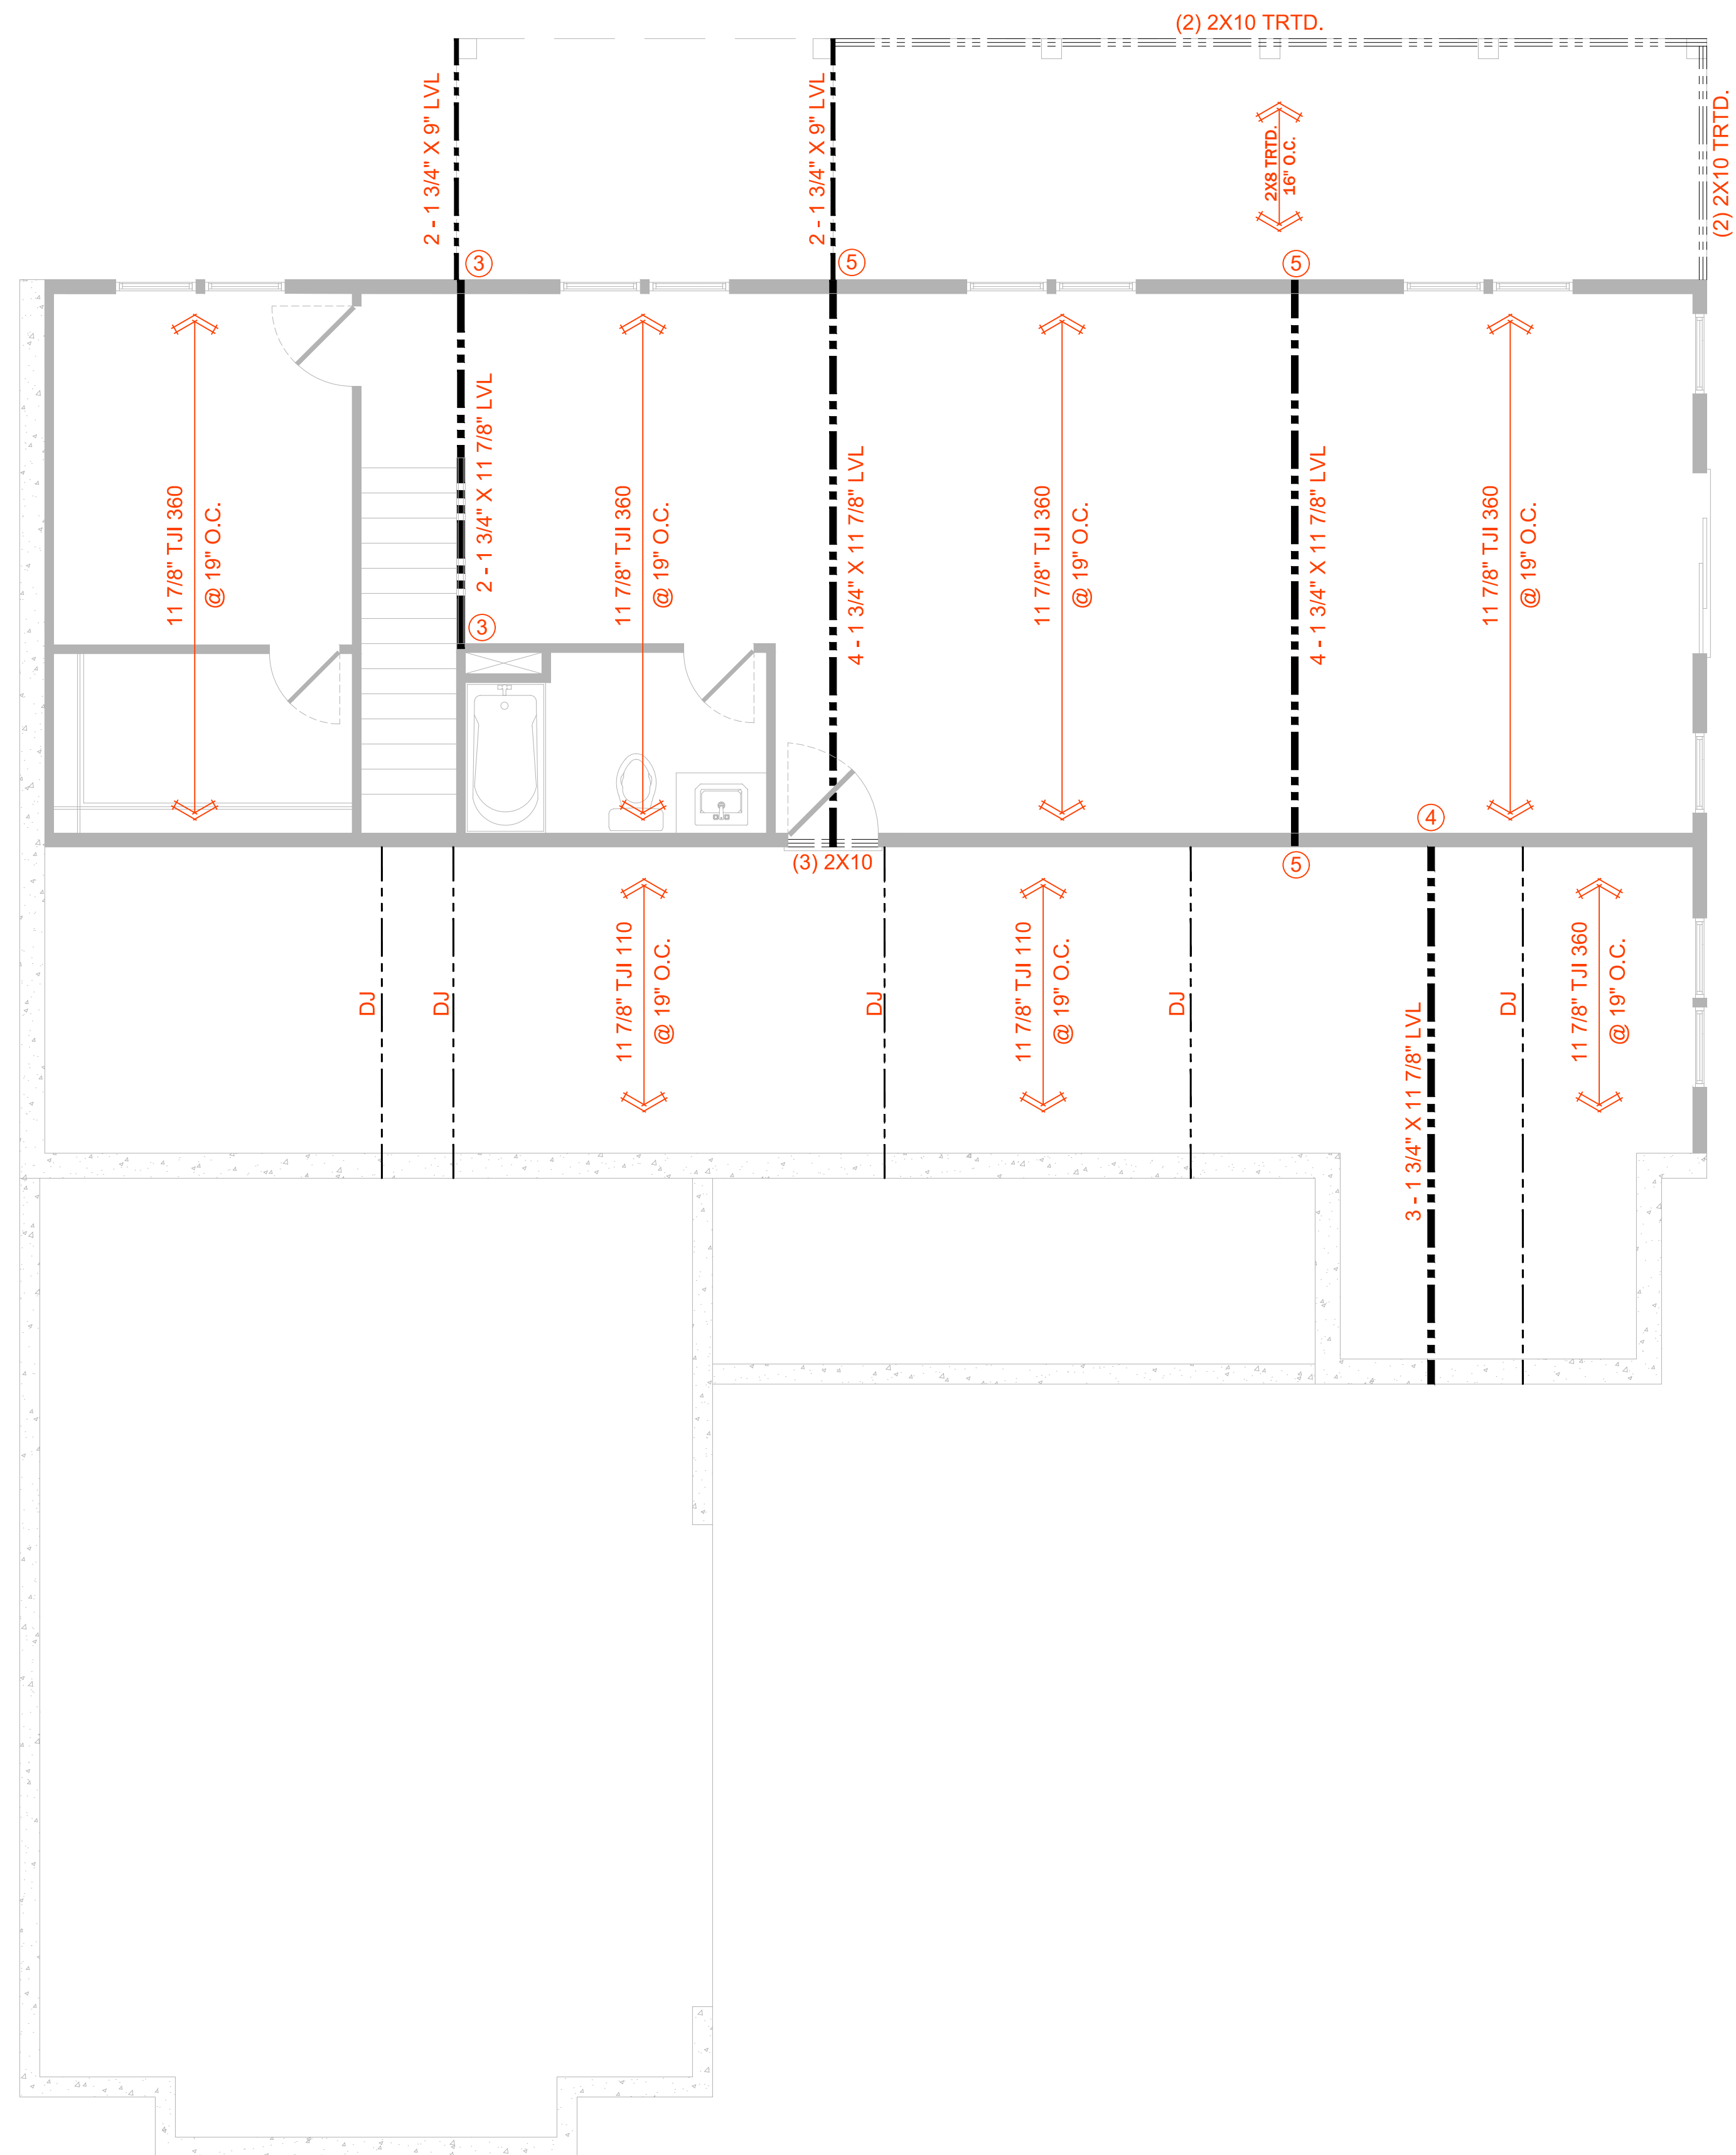 (2) 2X10 TRTD.
2 - 1 3/4" X 9" LVL
2 - 1 3/4" X 9" LVL
2X8 TRTD.
16" O.C.
(2) 2X10 TRTD.
3
5
5
11 7/8" TJI 360
@ 19" O.C.
2 - 1 3/4" X 11 7/8" LVL
11 7/8" TJI 360
@ 19" O.C.
4 - 1 3/4" X 11 7/8" LVL
11 7/8" TJI 360
@ 19" O.C.
4 - 1 3/4" X 11 7/8" LVL
11 7/8" TJI 360
@ 19" O.C.
3
4
(3) 2X10
5
DJ
DJ
11 7/8" TJI 110
@ 19" O.C.
DJ
11 7/8" TJI 110
@ 19" O.C.
DJ
3 - 1 3/4" X 11 7/8" LVL
DJ
11 7/8" TJI 360
@ 19" O.C.